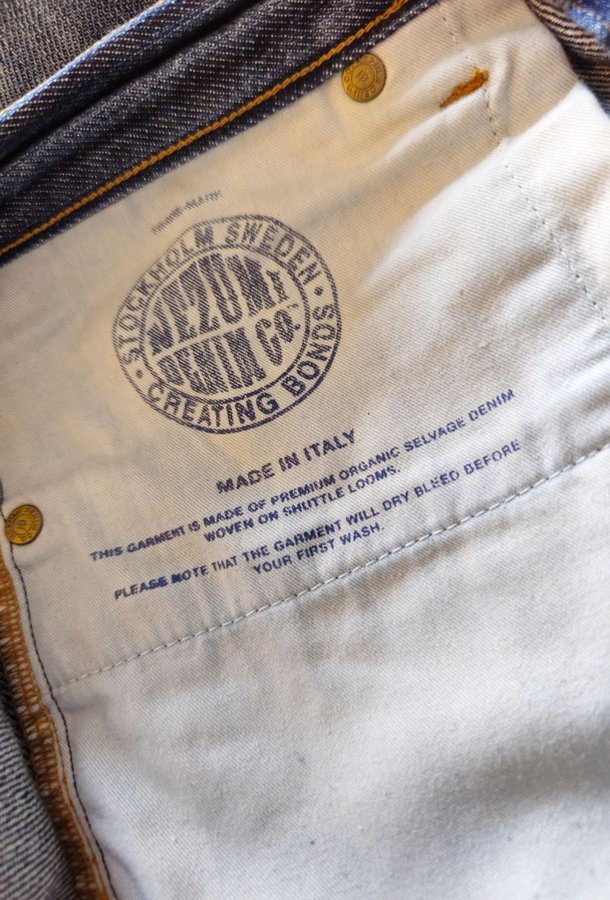 STOCKHOLM SWEDEN
DENIM CO.
CREATING BONDS
MADE IN ITALY
THIS GARMENT IS MADE OF PREMIUM ORGANIC SELVAGE DENIM
WOVEN ON SHUTTLE LOOMS.
PLEASE NOTE THAT THE GARMENT WILL DRY BLEED BEFORE
YOUR FIRST WASH.